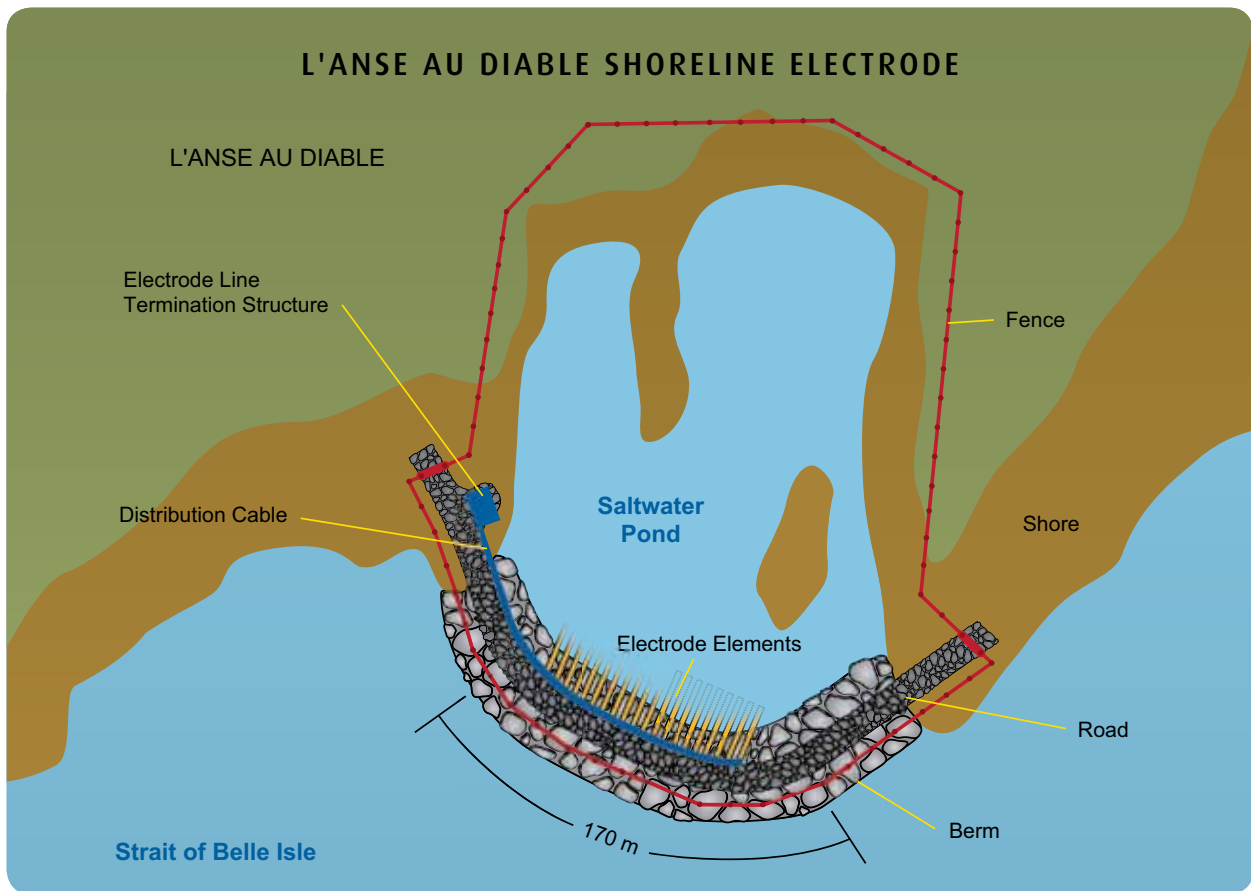 L'ANSE AU DIABLE SHORELINE ELECTRODE
L'ANSE AU DIABLE
Electrode Line
Termination Structure
Fence
Distribution Cable
Saltwater
Pond
Shore
Electrode Elements
Road
Berm
170 m
Strait of Belle Isle